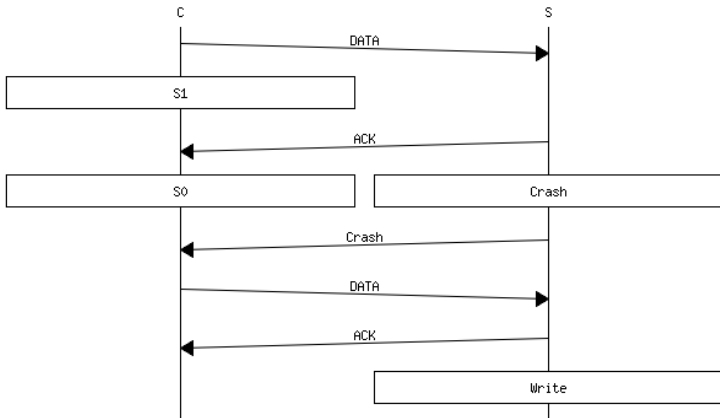 C S
DATA
S1
ACK
S0 Crash
Crash
DATA
ACK
Write